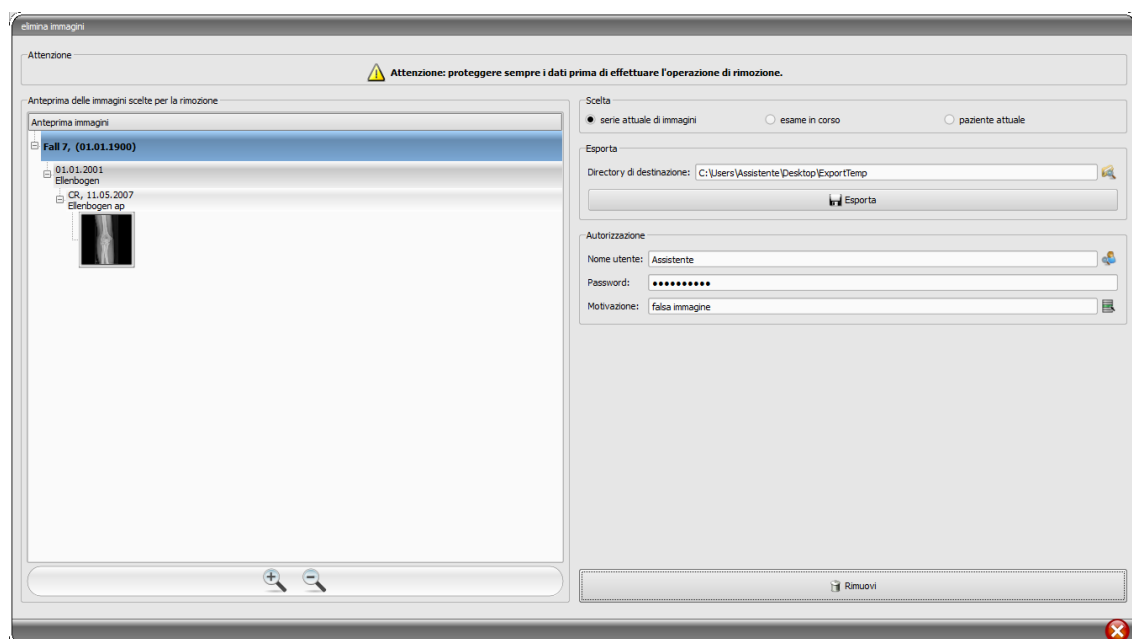 elimina immagini
Attenzione
Attenzione: proteggere sempre i dati prima di effettuare l'operazione di rimozione.
Anteprima delle immagini scelte per la rimozione
Anteprima immagini
Fall 7, (01.01.1900)
01.01.2001
Ellenbogen
CR, 11.05.2007
Ellenbogen ap
Scelta
serie attuale di immagini
esame in corso
paziente attuale
Esporta
Directory di destinazione: C:\Users\Assistente\Desktop\ExportTemp
Esporta
Autorizzazione
Nome utente: Assistente
Password: ●●●●●●●●●●
Motivazione: falsa immagine
Rimuovi